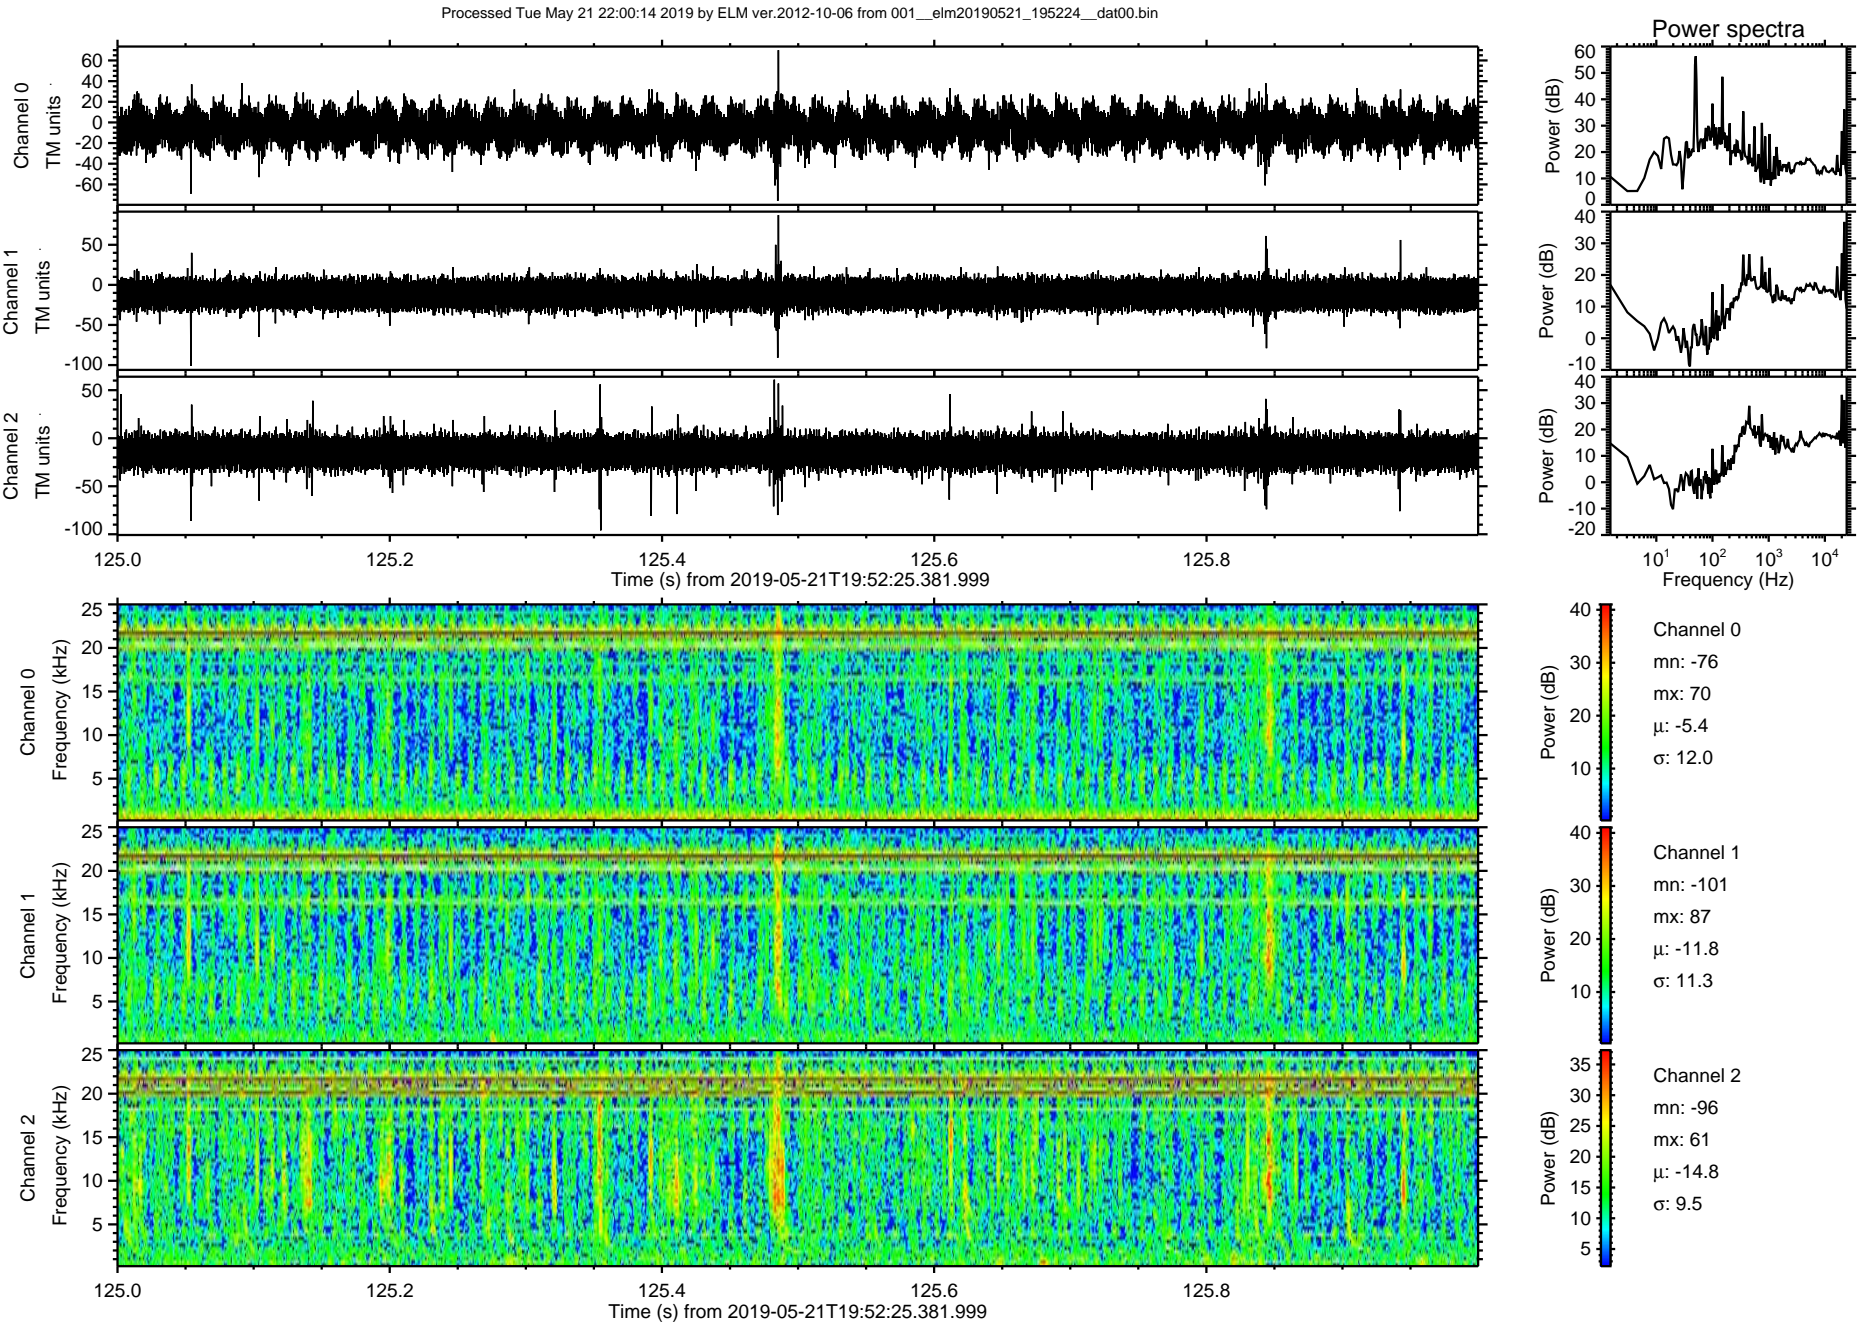 Processed Tue May 21 22:00:14 2019 by ELM ver.2012-10-06 from 001__elm20190521_195224__dat00.bin
Power spectra
Channel 0
TM units
60
40
20
0
-20
-40
-60
Power (dB)
60
50
40
30
20
10
0
Channel 1
TM units
50
0
-50
-100
Power (dB)
40
30
20
10
0
-10
Channel 2
TM units
50
0
-50
-100
Power (dB)
40
30
20
10
0
-10
-20
125.0
125.2
125.4
125.6
125.8
Time (s) from 2019-05-21T19:52:25.381.999
10^1
10^2
10^3
10^4
Frequency (Hz)
Channel 0
Frequency (kHz)
25
20
15
10
5
Power (dB)
40
30
20
10
Channel 0
mn: -76
mx: 70
μ: -5.4
σ: 12.0
Channel 1
Frequency (kHz)
25
20
15
10
5
Power (dB)
40
30
20
10
Channel 1
mn: -101
mx: 87
μ: -11.8
σ: 11.3
Channel 2
Frequency (kHz)
25
20
15
10
5
Power (dB)
35
30
25
20
15
10
5
Channel 2
mn: -96
mx: 61
μ: -14.8
σ: 9.5
125.0
125.2
125.4
125.6
125.8
Time (s) from 2019-05-21T19:52:25.381.999